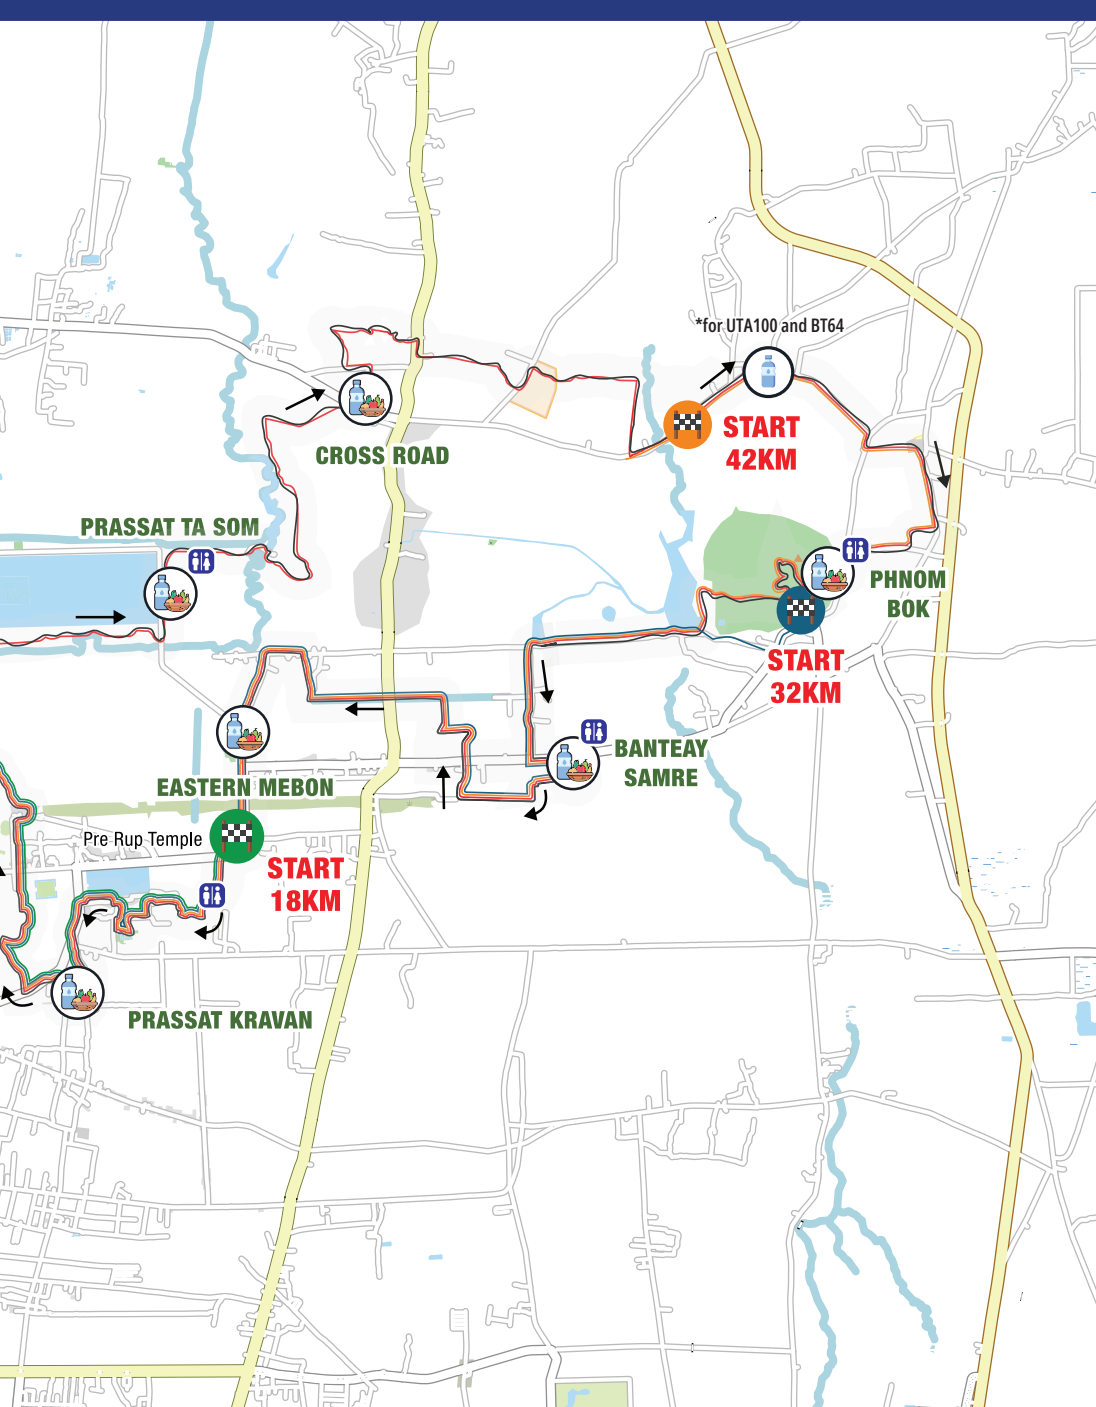 *for UTA100 and BT64
START
42KM
CROSS ROAD
PRASSAT TA SOM
PHNOM
BOK
START
32KM
BANTEAY
SAMRE
EASTERN MEBON
Pre Rup Temple
START
18KM
PRASSAT KRAVAN